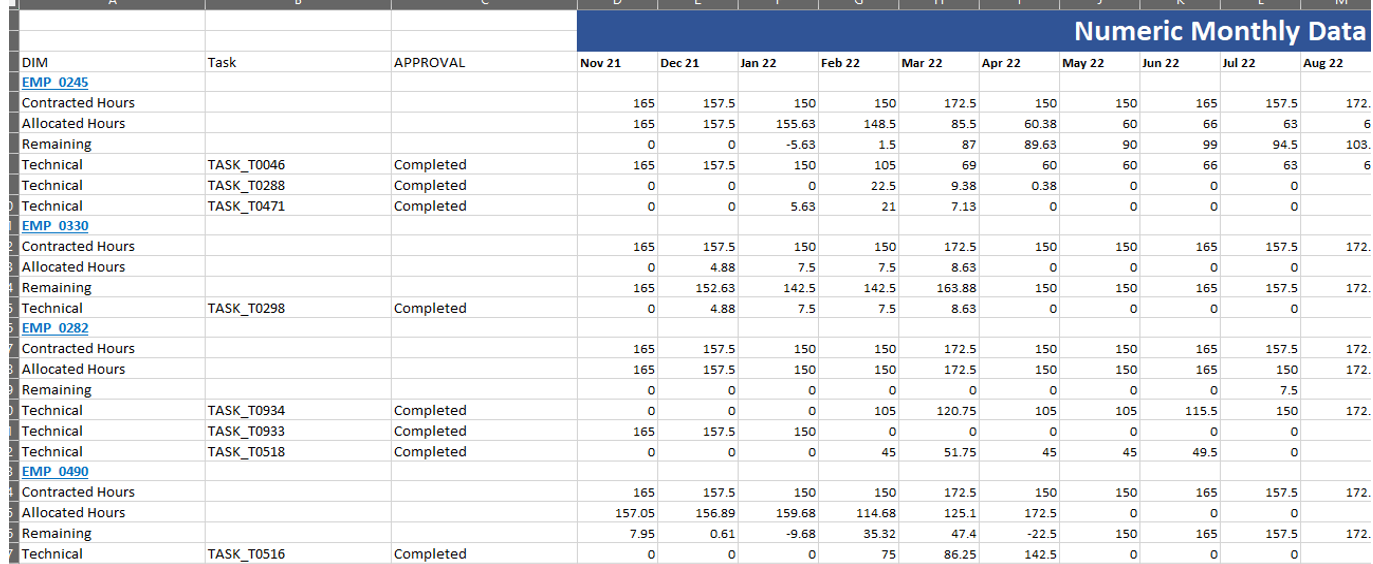 Numeric Monthly Data
DIM Task APPROVAL Nov 21 Dec 21 Jan 22 Feb 22 Mar 22 Apr 22 May 22 Jun 22 Jul 22 Aug 22
EMP_0245
Contracted Hours 165 157.5 150 150 172.5 150 150 165 157.5 172.
Allocated Hours 165 157.5 155.63 148.5 85.5 60.38 60 66 63 6
Remaining 0 0 -5.63 1.5 87 89.63 90 99 94.5 103.
Technical TASK_T0046 Completed 165 157.5 150 105 69 60 60 66 63 6
Technical TASK_T0288 Completed 0 0 0 22.5 9.38 0.38 0 0 0
Technical TASK_T0471 Completed 0 0 5.63 21 7.13 0 0 0 0
EMP_0330
Contracted Hours 165 157.5 150 150 172.5 150 150 165 157.5 172.
Allocated Hours 0 4.88 7.5 7.5 8.63 0 0 0 0
Remaining 165 152.63 142.5 142.5 163.88 150 150 165 157.5 172.
Technical TASK_T0298 Completed 0 4.88 7.5 7.5 8.63 0 0 0 0
EMP_0282
Contracted Hours 165 157.5 150 150 172.5 150 150 165 157.5 172.
Allocated Hours 165 157.5 150 150 172.5 150 150 165 150 172.
Remaining 0 0 0 0 0 0 0 0 7.5
Technical TASK_T0934 Completed 0 0 0 105 120.75 105 105 115.5 150 172.
Technical TASK_T0933 Completed 165 157.5 150 0 0 0 0 0 0
Technical TASK_T0518 Completed 0 0 0 45 51.75 45 45 49.5 0
EMP_0490
Contracted Hours 165 157.5 150 150 172.5 150 150 165 157.5 172.
Allocated Hours 157.05 156.89 159.68 114.68 125.1 172.5 0 0 0
Remaining 7.95 0.61 -9.68 35.32 47.4 -22.5 150 165 157.5 172.
Technical TASK_T0516 Completed 0 0 0 75 86.25 142.5 0 0 0